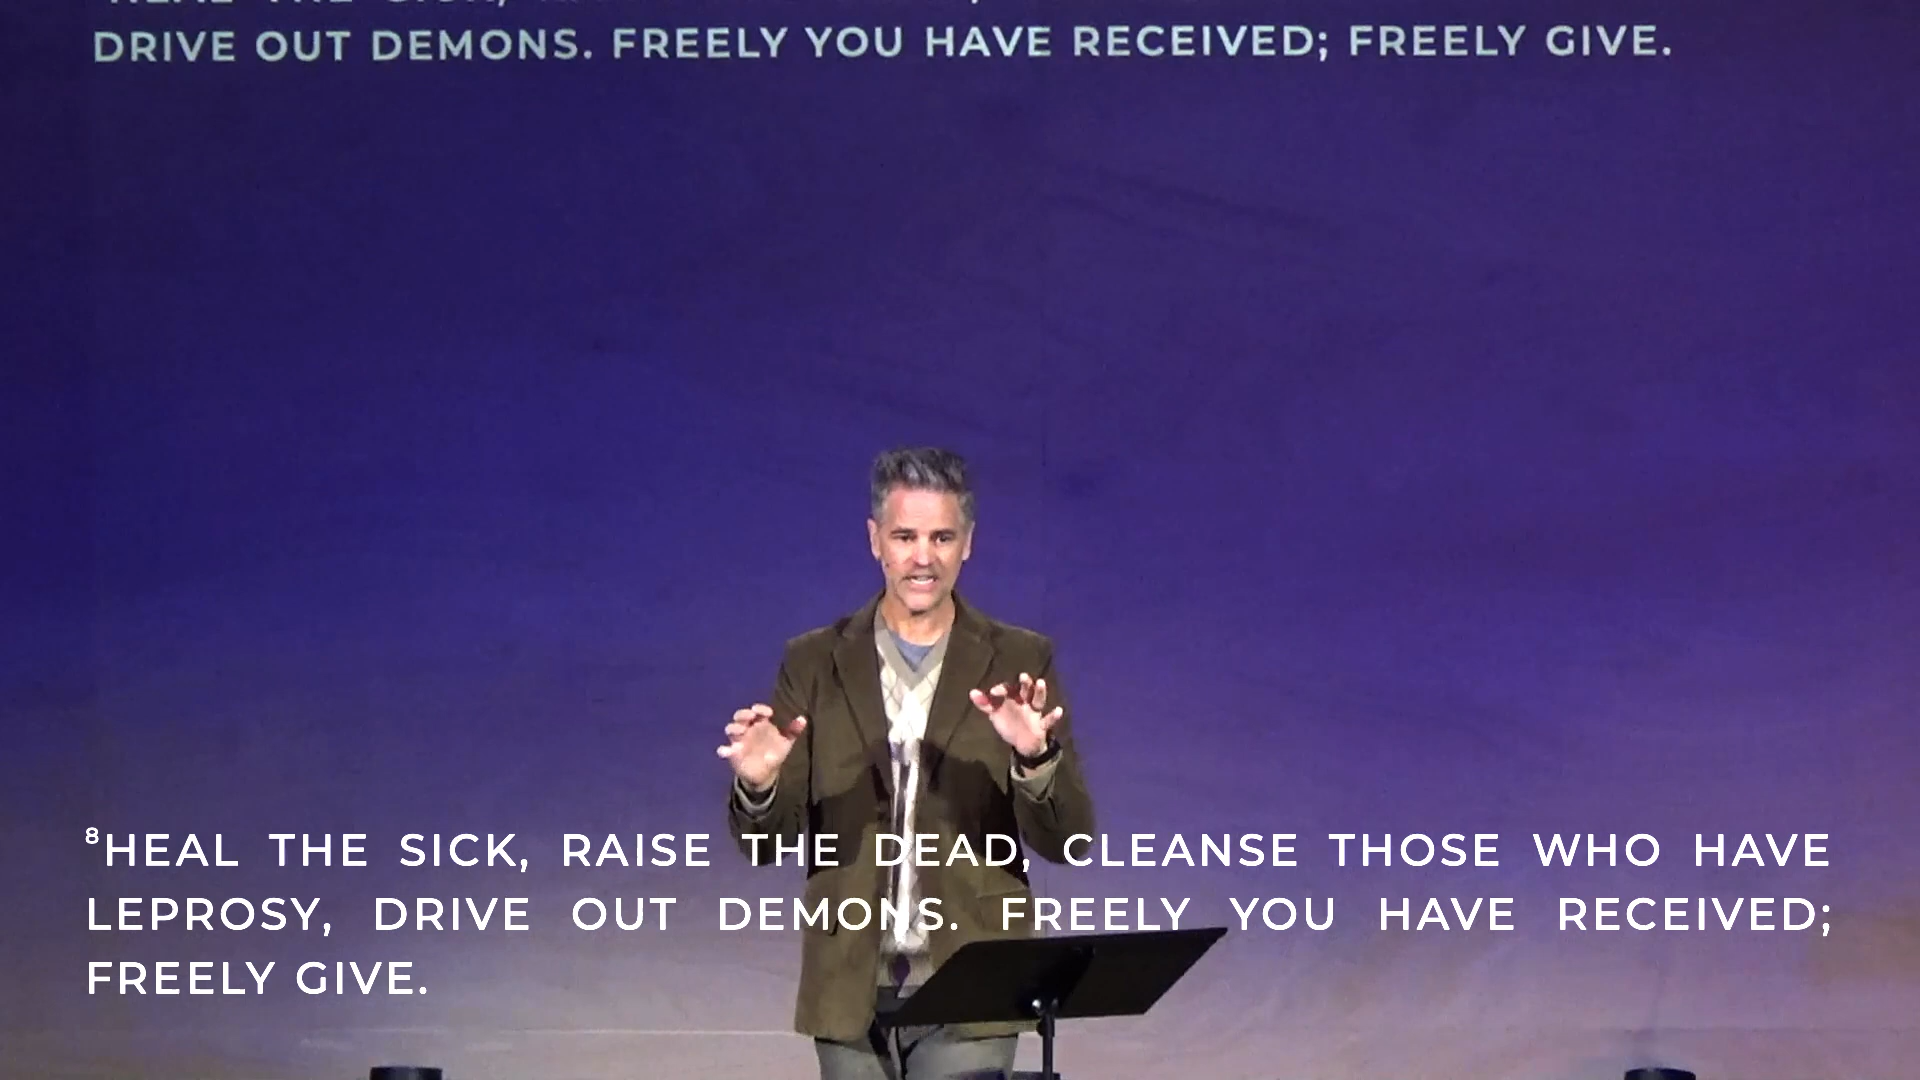 DRIVE OUT DEMONS. FREELY YOU HAVE RECEIVED; FREELY GIVE.
⁸HEAL THE SICK, RAISE THE DEAD, CLEANSE THOSE WHO HAVE
LEPROSY, DRIVE OUT DEMONS. FREELY YOU HAVE RECEIVED;
FREELY GIVE.